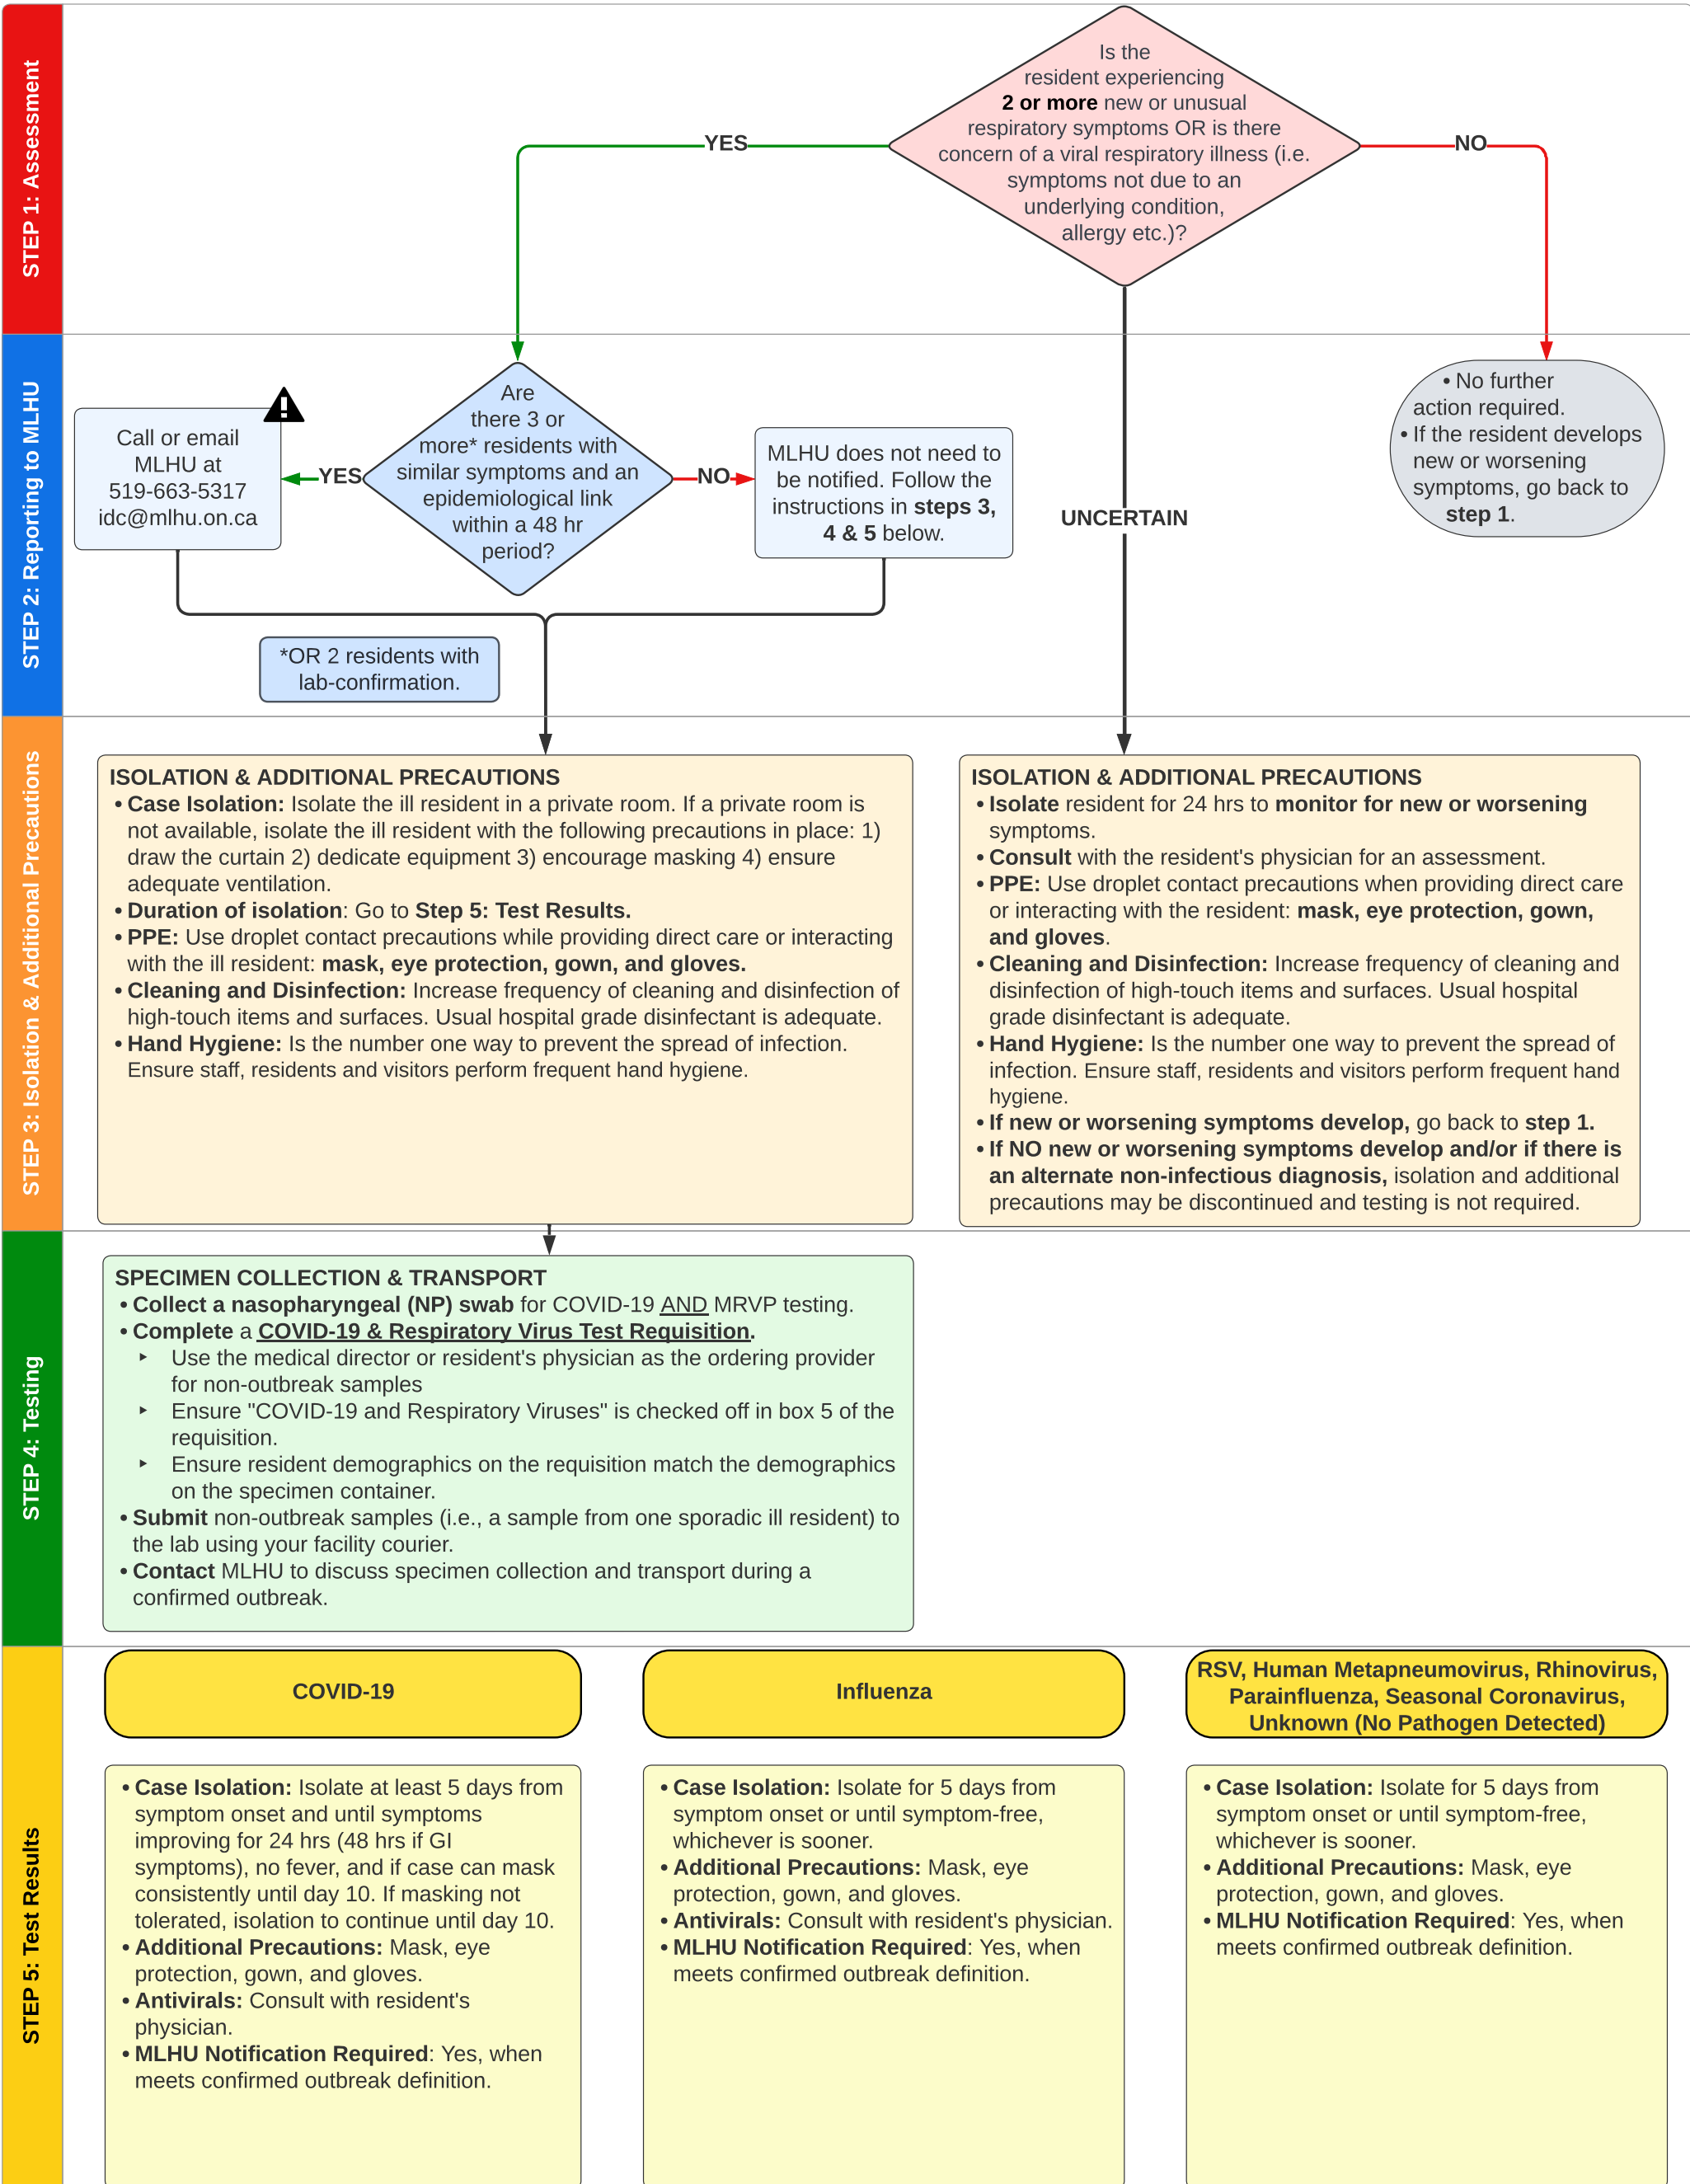 STEP 1: Assessment
Is the
resident experiencing
2 or more new or unusual
respiratory symptoms OR is there
concern of a viral respiratory illness (i.e.
symptoms not due to an
underlying condition,
allergy etc.)?
YES
NO
UNCERTAIN
STEP 2: Reporting to MLHU
Call or email
MLHU at
519-663-5317
idc@mlhu.on.ca
YES
Are
there 3 or
more* residents with
similar symptoms and an
epidemiological link
within a 48 hr
period?
NO
MLHU does not need to
be notified. Follow the
instructions in steps 3,
4 & 5 below.
• No further
action required.
• If the resident develops
new or worsening
symptoms, go back to
step 1.
*OR 2 residents with
lab-confirmation.
STEP 3: Isolation & Additional Precautions
ISOLATION & ADDITIONAL PRECAUTIONS
• Case Isolation: Isolate the ill resident in a private room. If a private room is
not available, isolate the ill resident with the following precautions in place: 1)
draw the curtain 2) dedicate equipment 3) encourage masking 4) ensure
adequate ventilation.
• Duration of isolation: Go to Step 5: Test Results.
• PPE: Use droplet contact precautions while providing direct care or interacting
with the ill resident: mask, eye protection, gown, and gloves.
• Cleaning and Disinfection: Increase frequency of cleaning and disinfection of
high-touch items and surfaces. Usual hospital grade disinfectant is adequate.
• Hand Hygiene: Is the number one way to prevent the spread of infection.
Ensure staff, residents and visitors perform frequent hand hygiene.
ISOLATION & ADDITIONAL PRECAUTIONS
• Isolate resident for 24 hrs to monitor for new or worsening
symptoms.
• Consult with the resident's physician for an assessment.
• PPE: Use droplet contact precautions when providing direct care
or interacting with the resident: mask, eye protection, gown,
and gloves.
• Cleaning and Disinfection: Increase frequency of cleaning and
disinfection of high-touch items and surfaces. Usual hospital
grade disinfectant is adequate.
• Hand Hygiene: Is the number one way to prevent the spread of
infection. Ensure staff, residents and visitors perform frequent hand
hygiene.
• If new or worsening symptoms develop, go back to step 1.
• If NO new or worsening symptoms develop and/or if there is
an alternate non-infectious diagnosis, isolation and additional
precautions may be discontinued and testing is not required.
STEP 4: Testing
SPECIMEN COLLECTION & TRANSPORT
• Collect a nasopharyngeal (NP) swab for COVID-19 AND MRVP testing.
• Complete a COVID-19 & Respiratory Virus Test Requisition.
‣ Use the medical director or resident's physician as the ordering provider
for non-outbreak samples
‣ Ensure "COVID-19 and Respiratory Viruses" is checked off in box 5 of the
requisition.
‣ Ensure resident demographics on the requisition match the demographics
on the specimen container.
• Submit non-outbreak samples (i.e., a sample from one sporadic ill resident) to
the lab using your facility courier.
• Contact MLHU to discuss specimen collection and transport during a
confirmed outbreak.
STEP 5: Test Results
COVID-19
• Case Isolation: Isolate at least 5 days from
symptom onset and until symptoms
improving for 24 hrs (48 hrs if GI
symptoms), no fever, and if case can mask
consistently until day 10. If masking not
tolerated, isolation to continue until day 10.
• Additional Precautions: Mask, eye
protection, gown, and gloves.
• Antivirals: Consult with resident's
physician.
• MLHU Notification Required: Yes, when
meets confirmed outbreak definition.
Influenza
• Case Isolation: Isolate for 5 days from
symptom onset or until symptom-free,
whichever is sooner.
• Additional Precautions: Mask, eye
protection, gown, and gloves.
• Antivirals: Consult with resident's physician.
• MLHU Notification Required: Yes, when
meets confirmed outbreak definition.
RSV, Human Metapneumovirus, Rhinovirus,
Parainfluenza, Seasonal Coronavirus,
Unknown (No Pathogen Detected)
• Case Isolation: Isolate for 5 days from
symptom onset or until symptom-free,
whichever is sooner.
• Additional Precautions: Mask, eye
protection, gown, and gloves.
• MLHU Notification Required: Yes, when
meets confirmed outbreak definition.